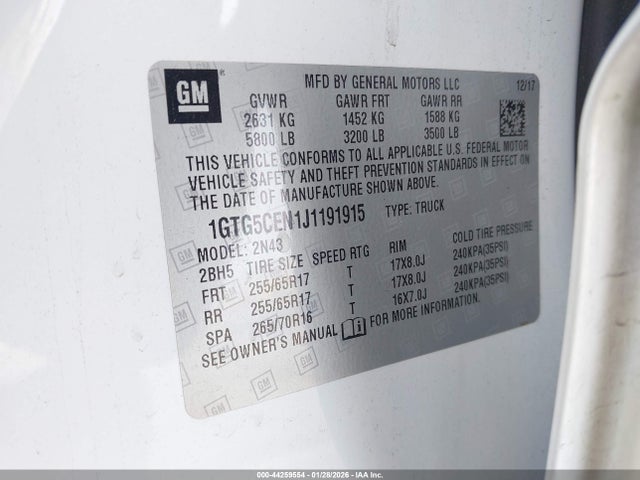 GM
MFD BY GENERAL MOTORS LLC 12/17
GVWR GAWR FRT GAWR RR
2631 KG 1452 KG 1588 KG
5800 LB 3200 LB 3500 LB
THIS VEHICLE CONFORMS TO ALL APPLICABLE U.S. FEDERAL MOTOR
VEHICLE SAFETY AND THEFT PREVENTION STANDARDS IN EFFECT ON
THE DATE OF MANUFACTURE SHOWN ABOVE.
1GTG5CEN1J1191915 TYPE: TRUCK
MODEL: 2N43
2BH5 TIRE SIZE SPEED RTG RIM COLD TIRE PRESSURE
FRT 255/65R17 T 17X8.0J 240KPA(35PSI)
RR 255/65R17 T 17X8.0J 240KPA(35PSI)
SPA 265/70R16 T 16X7.0J 240KPA(35PSI)
SEE OWNER'S MANUAL FOR MORE INFORMATION.
000-44259554 | 01/28/2026 - COPART IAA